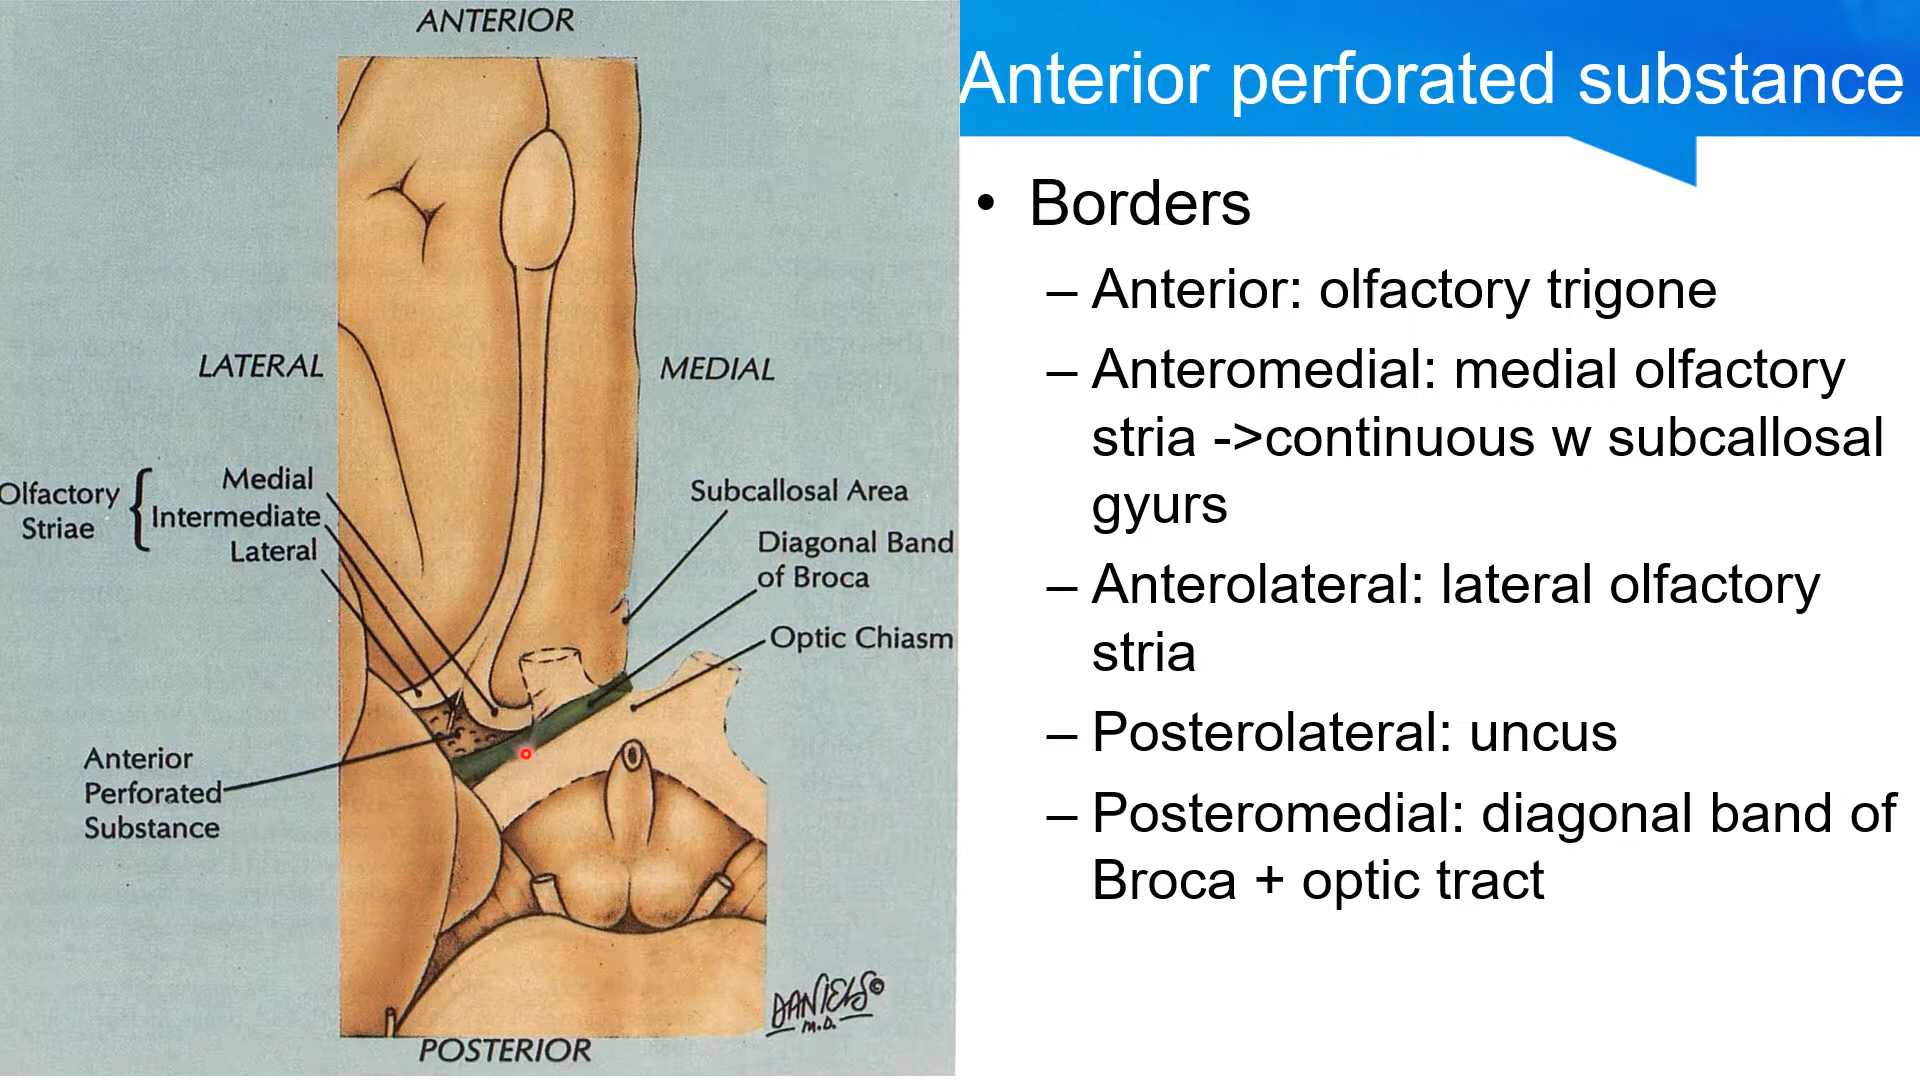 ANTERIOR
LATERAL
MEDIAL
Olfactory
Striae
Medial
Intermediate
Lateral
Subcallosal Area
Diagonal Band
of Broca
Optic Chiasm
Anterior
Perforated
Substance
DANIELS©
M.D.
POSTERIOR
Anterior perforated substance
• Borders
– Anterior: olfactory trigone
– Anteromedial: medial olfactory
stria ->continuous w subcallosal
gyurs
– Anterolateral: lateral olfactory
stria
– Posterolateral: uncus
– Posteromedial: diagonal band of
Broca + optic tract